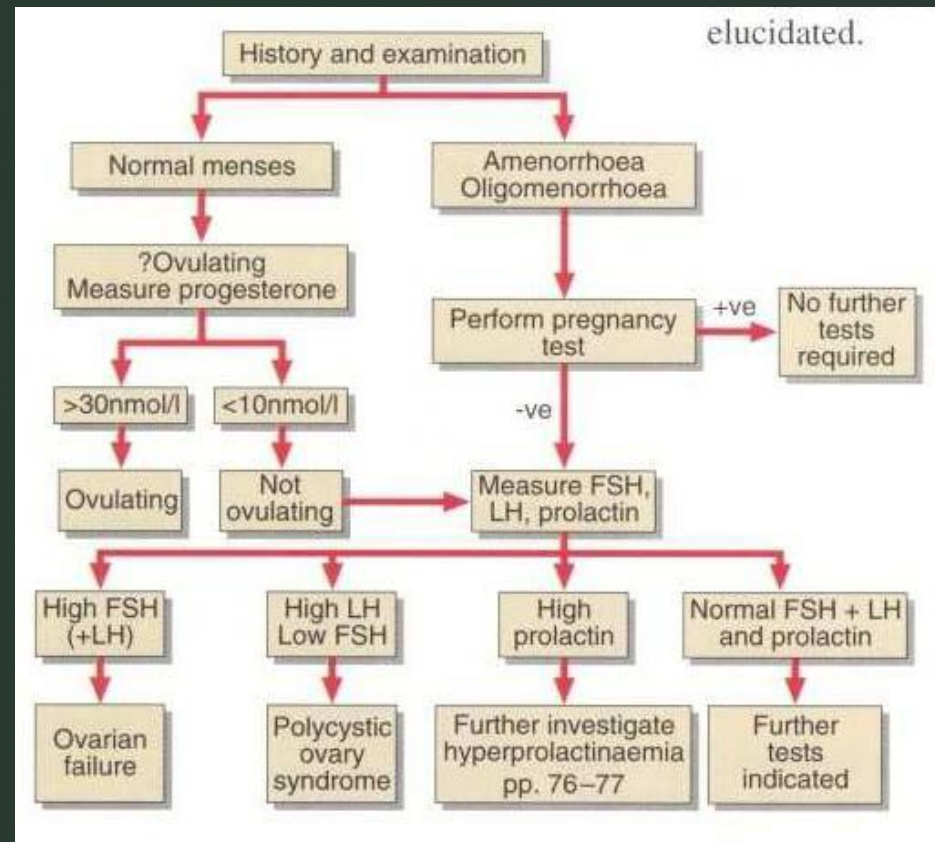 elucidated.
History and examination
Normal menses
Amenorrhoea
Oligomenorrhoea
?Ovulating
Measure progesterone
Perform pregnancy
test
+ve
No further
tests
required
>30nmol/l
<10nmol/l
-ve
Ovulating
Not
ovulating
Measure FSH,
LH, prolactin
High FSH
(+LH)
High LH
Low FSH
High
prolactin
Normal FSH + LH
and prolactin
Ovarian
failure
Polycystic
ovary
syndrome
Further investigate
hyperprolactinaemia
pp. 76–77
Further
tests
indicated